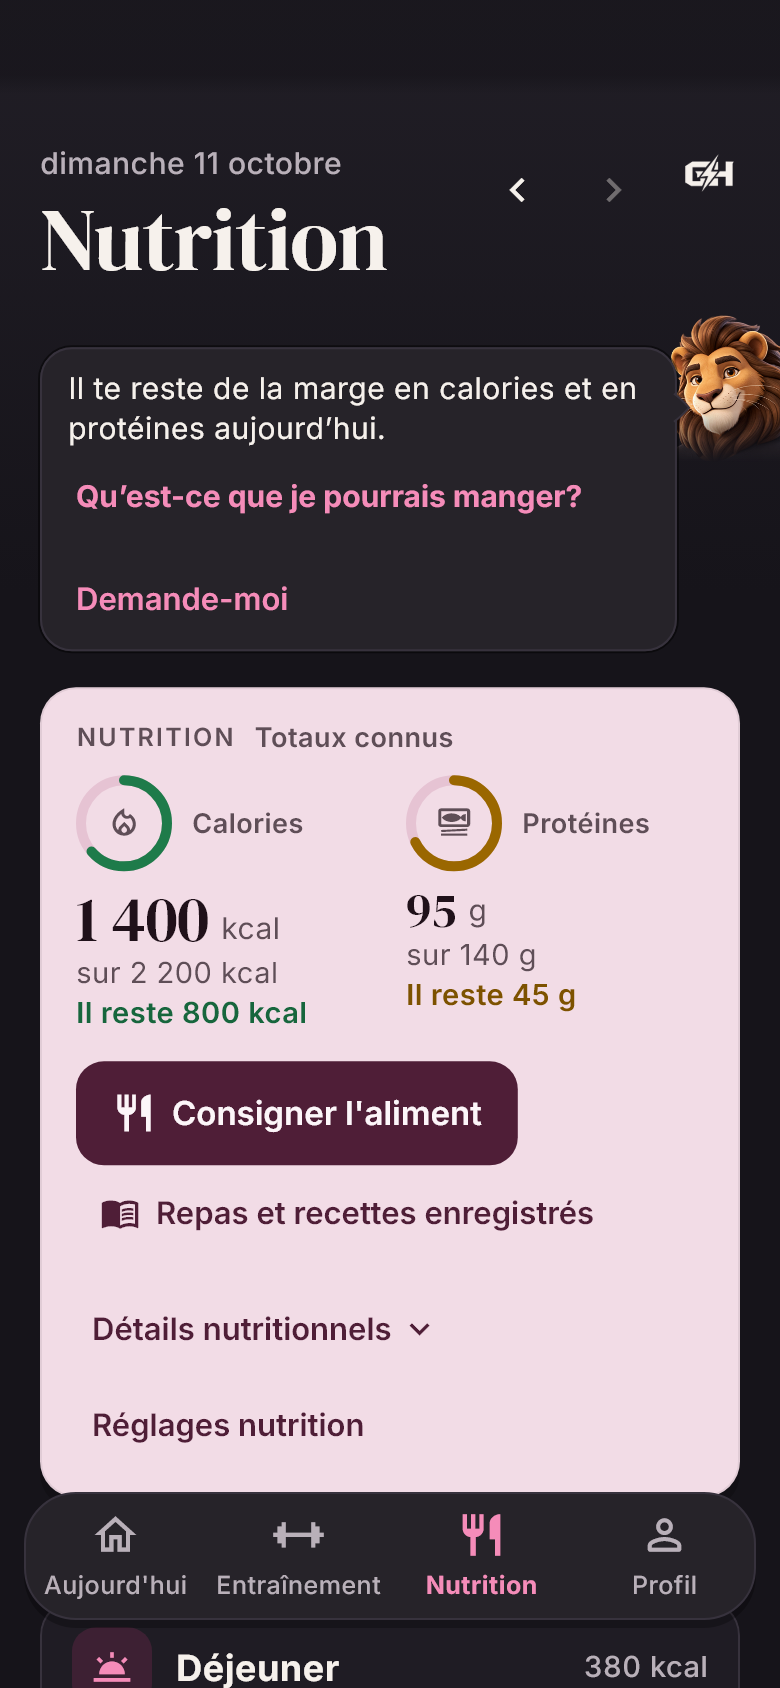 dimanche 11 octobre
Nutrition
GH
Il te reste de la marge en calories et en
protéines aujourd’hui.
Qu’est-ce que je pourrais manger?
Demande-moi
NUTRITION Totaux connus
Calories
1 400 kcal
sur 2 200 kcal
Il reste 800 kcal
Protéines
95 g
sur 140 g
Il reste 45 g
Consigner l'aliment
Repas et recettes enregistrés
Détails nutritionnels
Réglages nutrition
Aujourd'hui Entraînement Nutrition Profil
Déjeuner 380 kcal